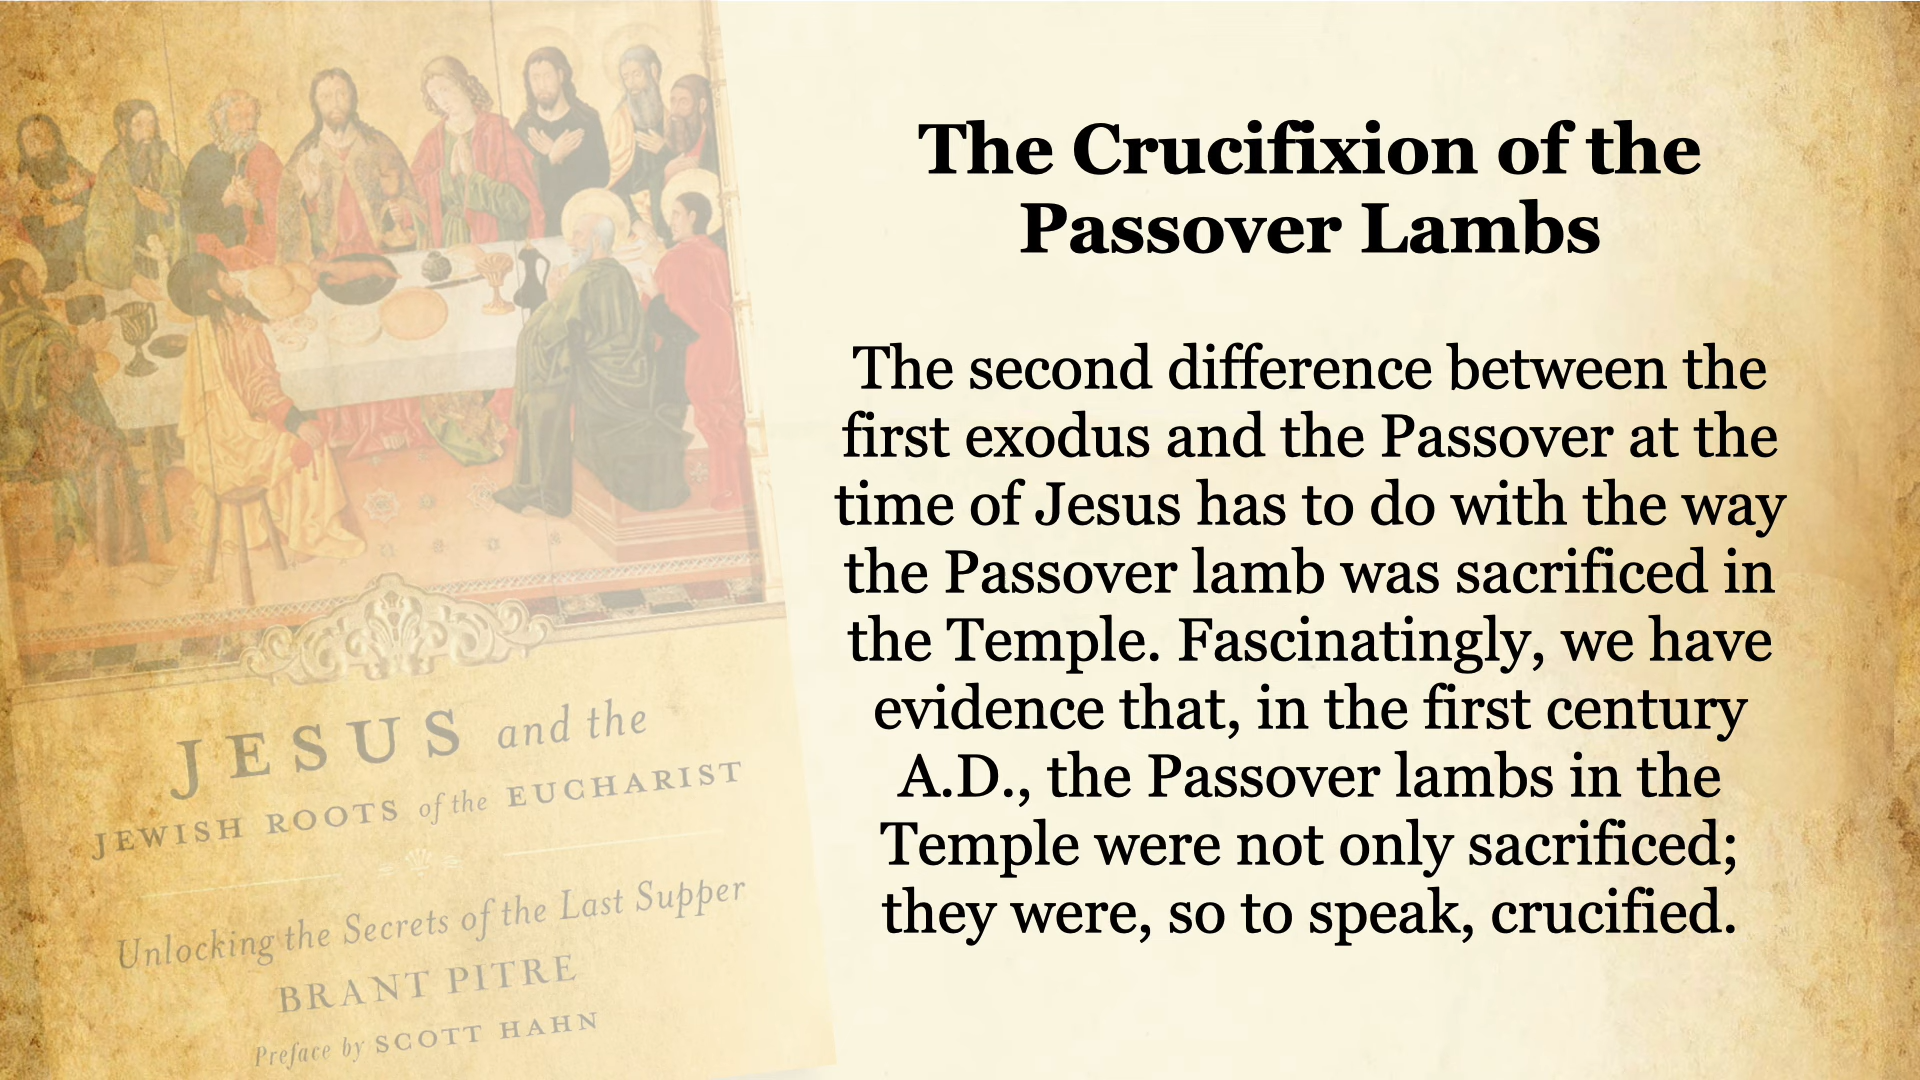 The Crucifixion of the
Passover Lambs
The second difference between the
first exodus and the Passover at the
time of Jesus has to do with the way
the Passover lamb was sacrificed in
the Temple. Fascinatingly, we have
evidence that, in the first century
A.D., the Passover lambs in the
Temple were not only sacrificed;
they were, so to speak, crucified.
JESUS and the
JEWISH ROOTS of the EUCHARIST
Unlocking the Secrets of the Last Supper
BRANT PITRE
Preface by SCOTT HAHN